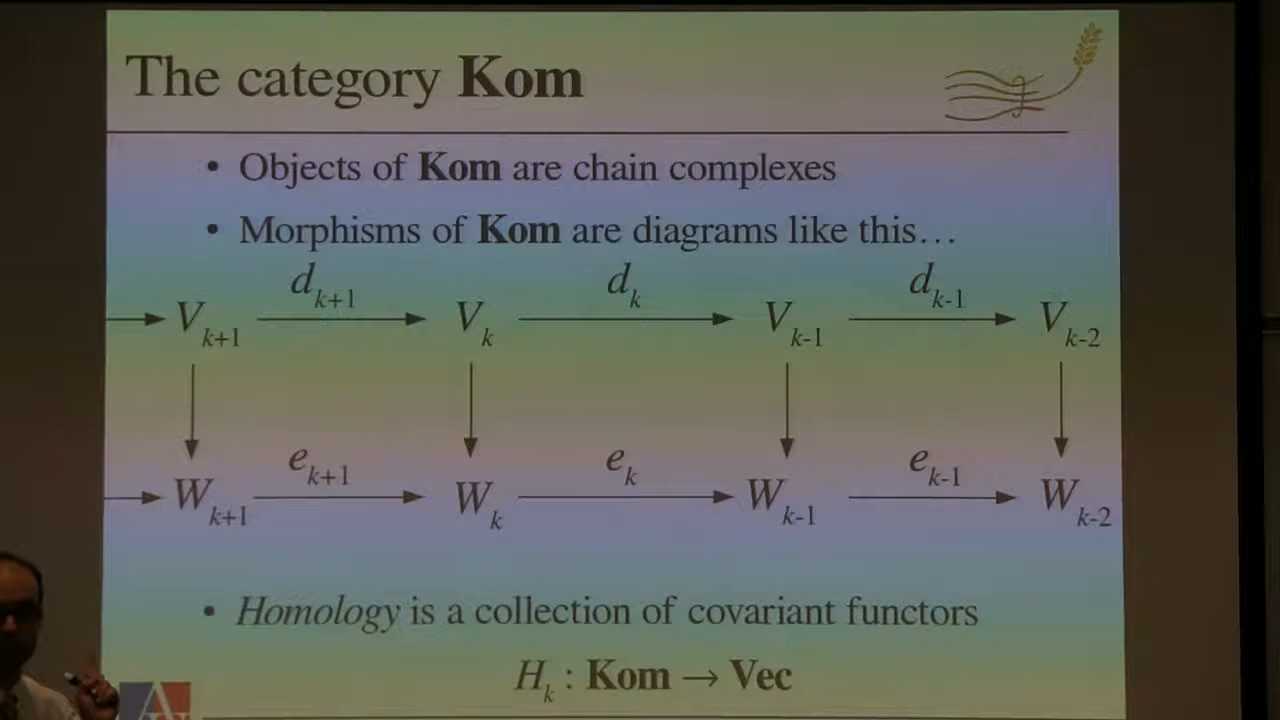 The category Kom
• Objects of Kom are chain complexes
• Morphisms of Kom are diagrams like this…
d_{k+1} d_k d_{k-1}
V_{k+1} V_k V_{k-1} V_{k-2}
e_{k+1} e_k e_{k-1}
W_{k+1} W_k W_{k-1} W_{k-2}
• Homology is a collection of covariant functors
H_k : Kom → Vec